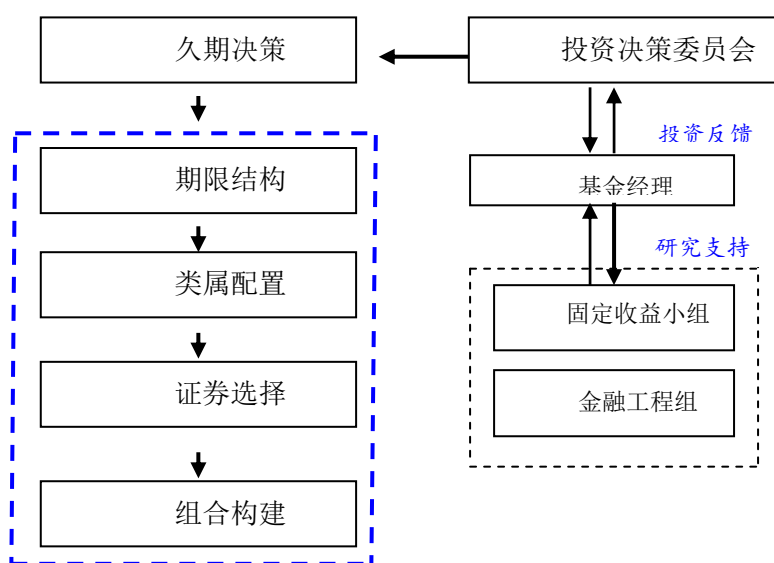 久期决策
投资决策委员会
投资反馈
期限结构
基金经理
研究支持
类属配置
固定收益小组
证券选择
金融工程组
组合构建